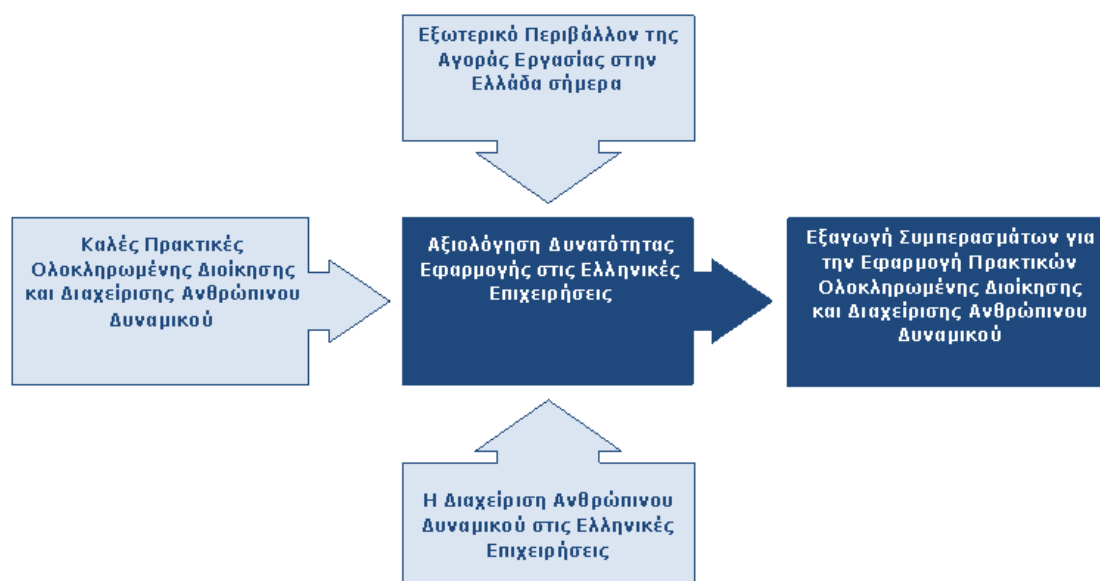 Εξωτερικό Περιβάλλον της
Αγοράς Εργασίας στην
Ελλάδα σήμερα
Καλές Πρακτικές
Ολοκληρωμένης Διοίκησης
και Διαχείρισης Ανθρώπινου
Δυναμικού
Αξιολόγηση Δυνατότητας
Εφαρμογής στις Ελληνικές
Επιχειρήσεις
Εξαγωγή Συμπερασμάτων για
την Εφαρμογή Πρακτικών
Ολοκληρωμένης Διοίκησης
και Διαχείρισης Ανθρώπινου
Δυναμικού
Η Διαχείριση Ανθρώπινου
Δυναμικού στις Ελληνικές
Επιχειρήσεις